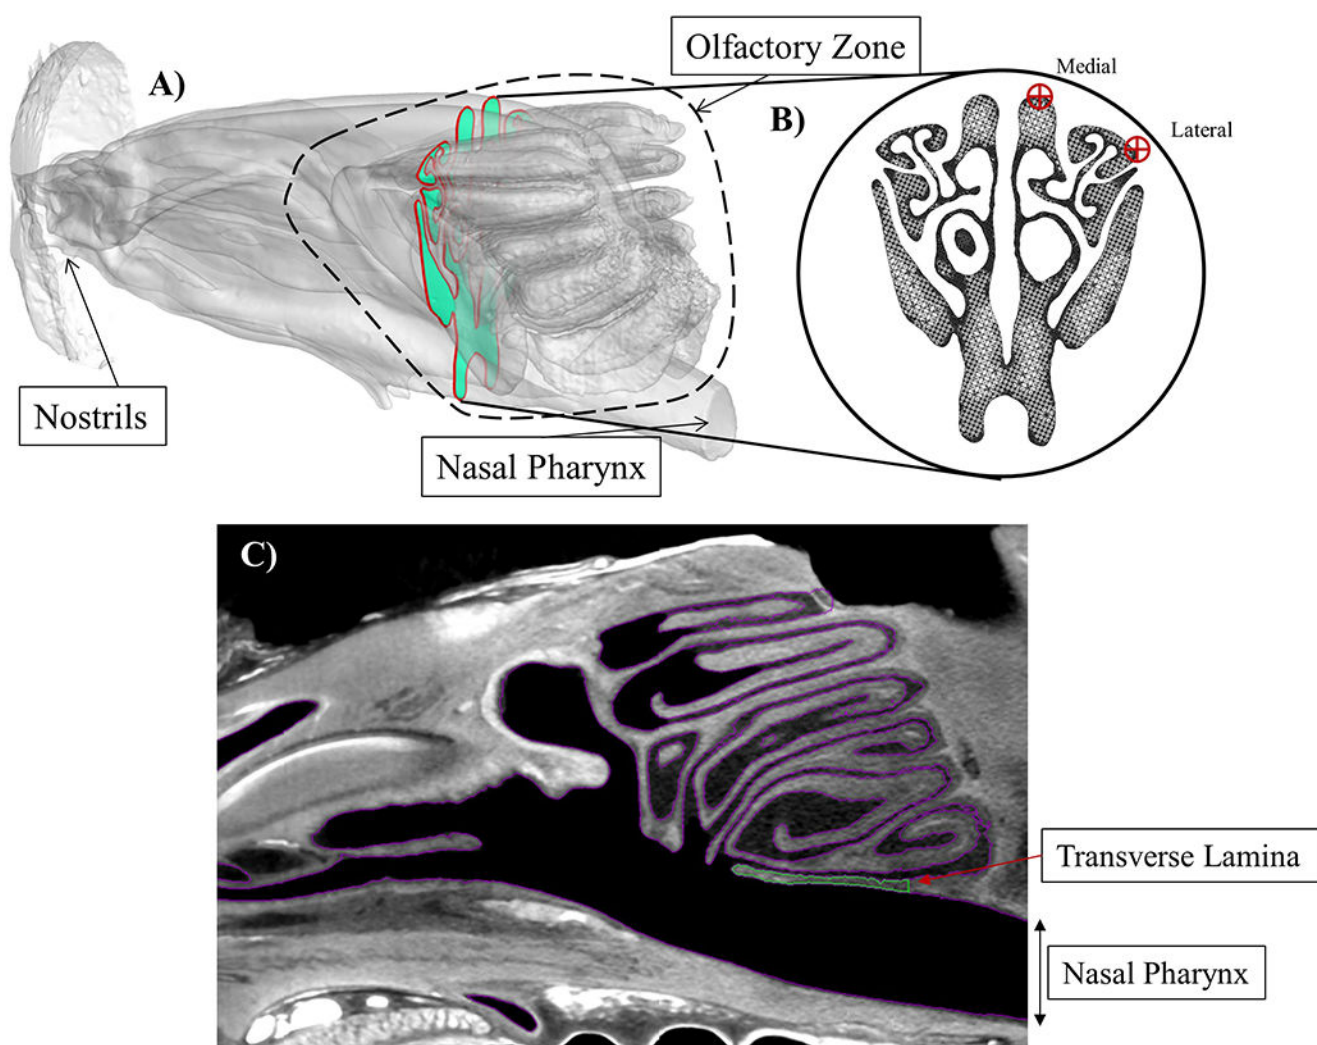 Olfactory Zone
A)
Medial
B)
Lateral
Nostrils
Nasal Pharynx
C)
Transverse Lamina
Nasal Pharynx